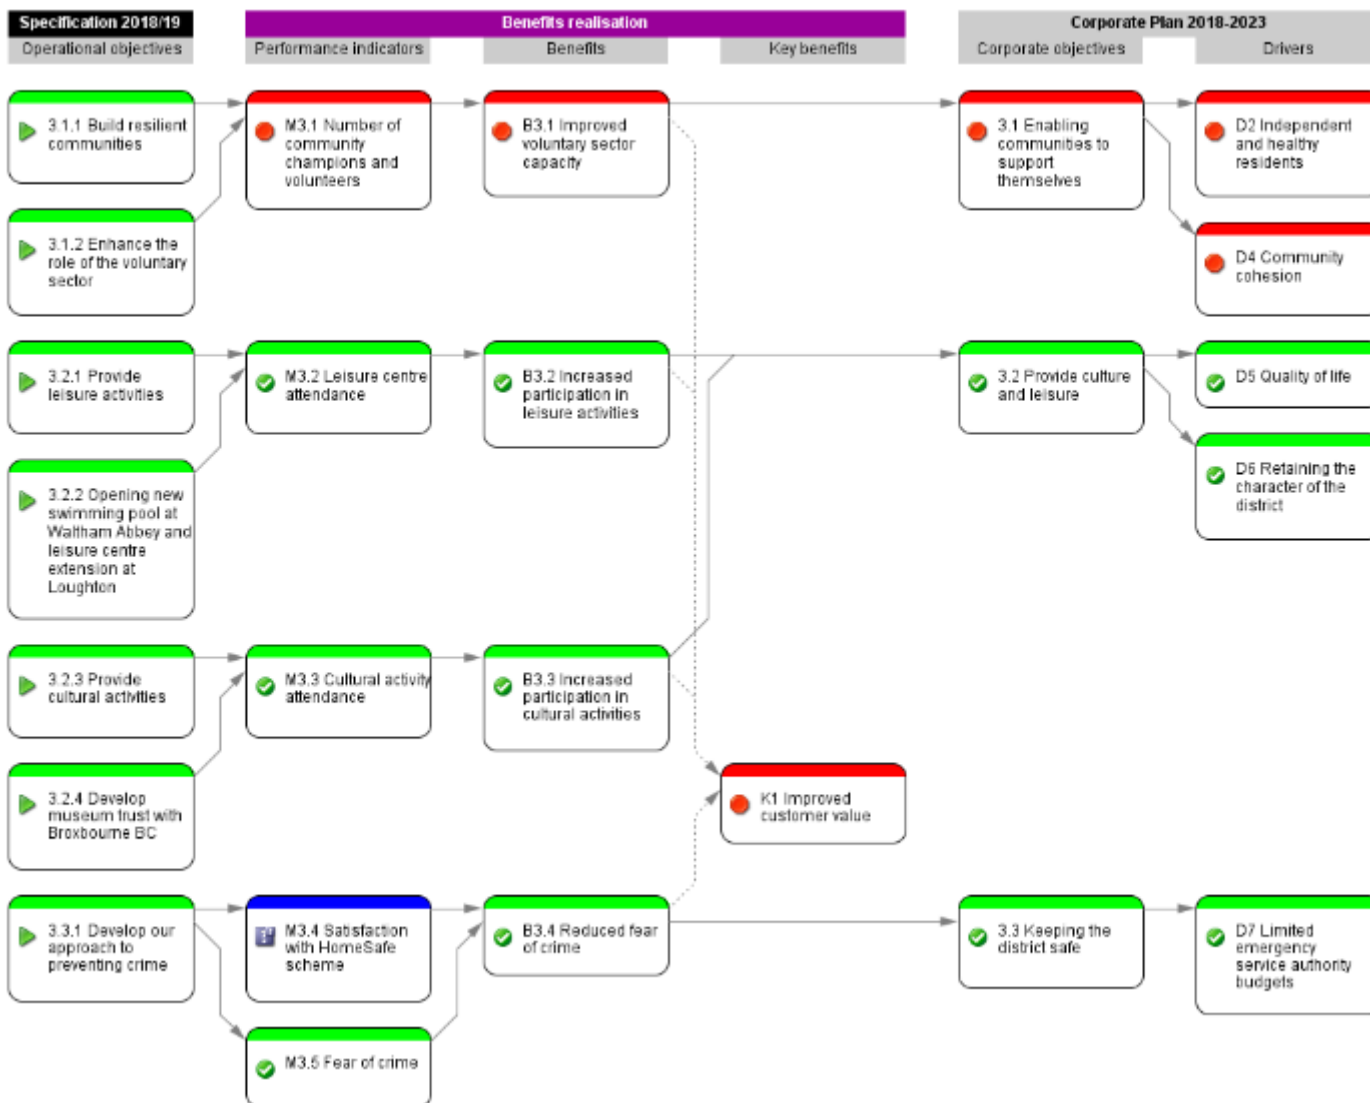 Specification 2018/19
Benefits realisation
Corporate Plan 2018-2023
Operational objectives
Performance indicators
Benefits
Key benefits
Corporate objectives
Drivers
3.1.1 Build resilient
communities
M3.1 Number of
community
champions and
volunteers
B3.1 Improved
voluntary sector
capacity
3.1 Enabling
communities to
support
themselves
D2 Independent
and healthy
residents
3.1.2 Enhance the
role of the voluntary
sector
D4 Community
cohesion
3.2.1 Provide
leisure activities
M3.2 Leisure centre
attendance
B3.2 Increased
participation in
leisure activities
3.2 Provide culture
and leisure
D5 Quality of life
3.2.2 Opening new
swimming pool at
Waltham Abbey and
leisure centre
extension at
Loughton
D6 Retaining the
character of the
district
3.2.3 Provide
cultural activities
M3.3 Cultural activity
attendance
B3.3 Increased
participation in
cultural activities
3.2.4 Develop
museum trust with
Broxbourne BC
K1 Improved
customer value
3.3.1 Develop our
approach to
preventing crime
M3.4 Satisfaction
with HomeSafe
scheme
B3.4 Reduced fear
of crime
3.3 Keeping the
district safe
D7 Limited
emergency
service authority
budgets
M3.5 Fear of crime